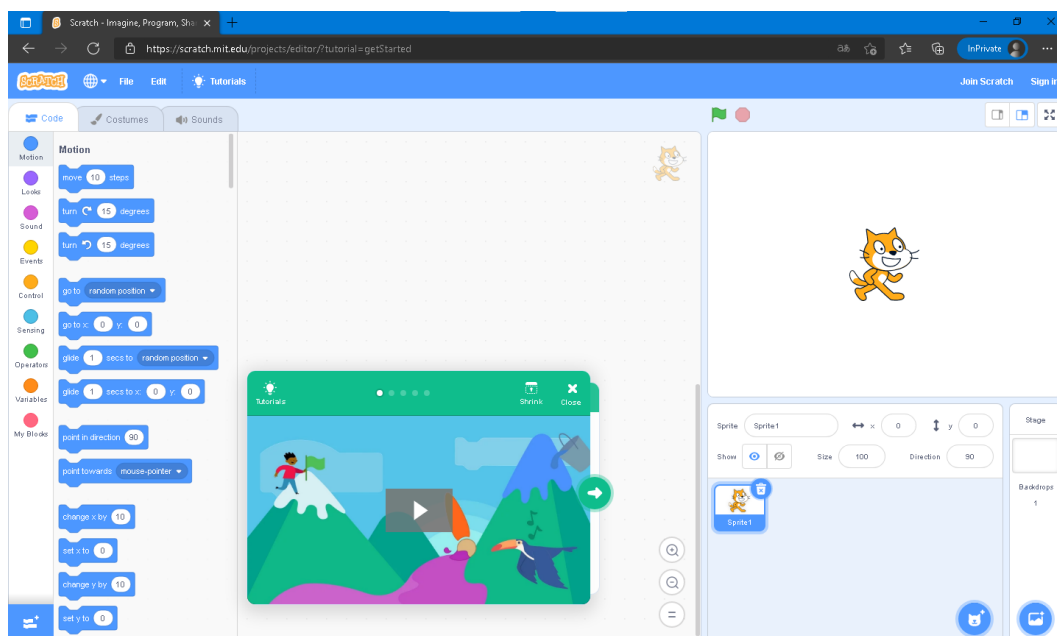 Scratch - Imagine, Program, Sha
https://scratch.mit.edu/projects/editor/?tutorial=getStarted
InPrivate
SCRATCH
File
Edit
Tutorials
Join Scratch
Sign in
Code
Costumes
Sounds
Motion
Looks
Sound
Events
Control
Sensing
Operators
Variables
My Blocks
Motion
move 10 steps
turn 15 degrees
turn 15 degrees
go to random position
go to x: 0 y: 0
glide 1 secs to random position
glide 1 secs to x: 0 y: 0
point in direction 90
point towards mouse-pointer
change x by 10
set x to 0
change y by 10
set y to 0
Tutorials
Shrink
Close
Sprite Sprite1 x 0 y 0
Show Size 100 Direction 90
Sprite1
Stage
Backdrops
1